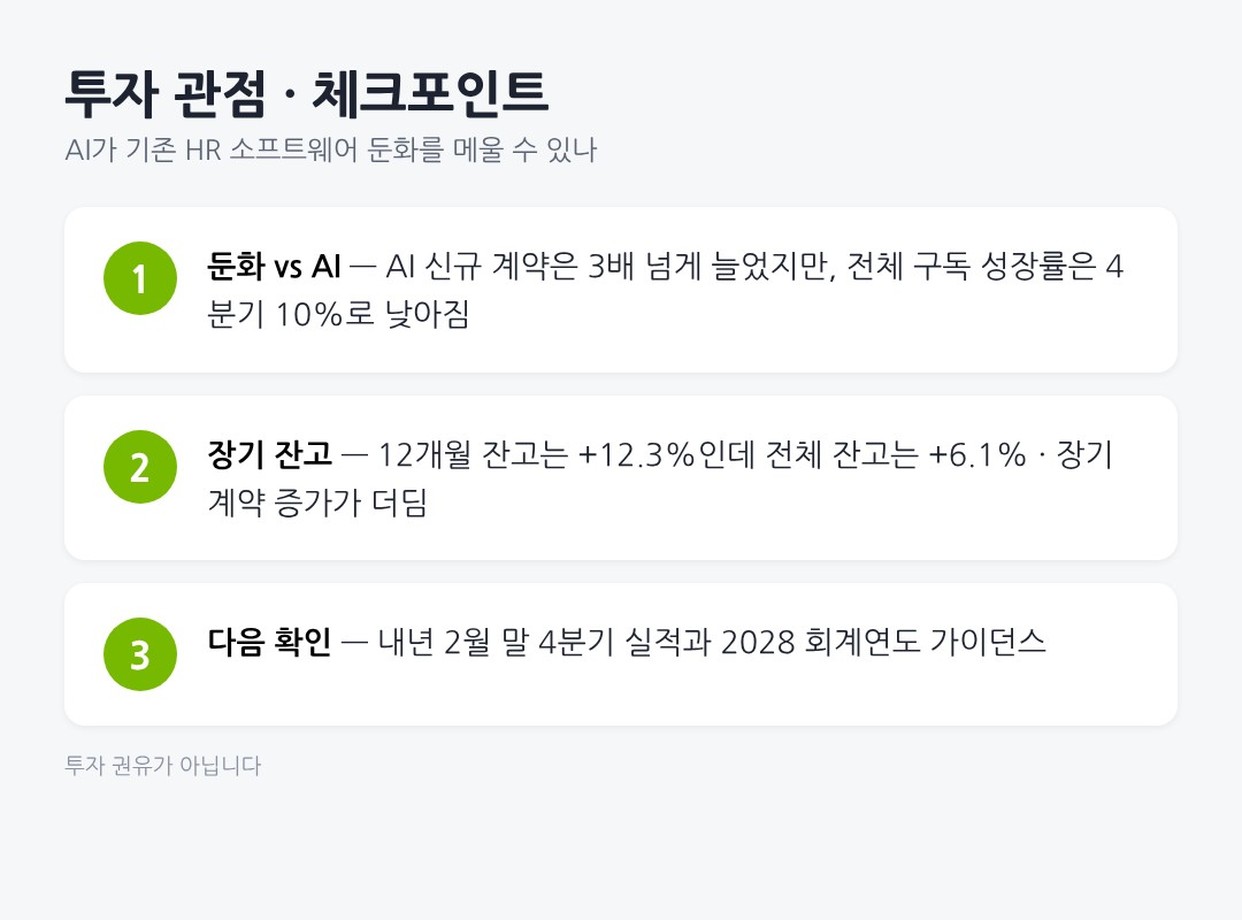 투자 관점 · 체크포인트
AI가 기존 HR 소프트웨어 둔화를 메울 수 있나
1
둔화 vs AI — AI 신규 계약은 3배 넘게 늘었지만, 전체 구독 성장률은 4
분기 10%로 낮아짐
2
장기 잔고 — 12개월 잔고는 +12.3%인데 전체 잔고는 +6.1% · 장기
계약 증가가 더딤
3
다음 확인 — 내년 2월 말 4분기 실적과 2028 회계연도 가이던스
투자 권유가 아닙니다